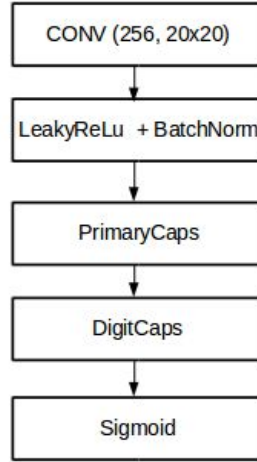 CONV (256, 20x20)
LeakyReLu + BatchNorm
PrimaryCaps
DigitCaps
Sigmoid